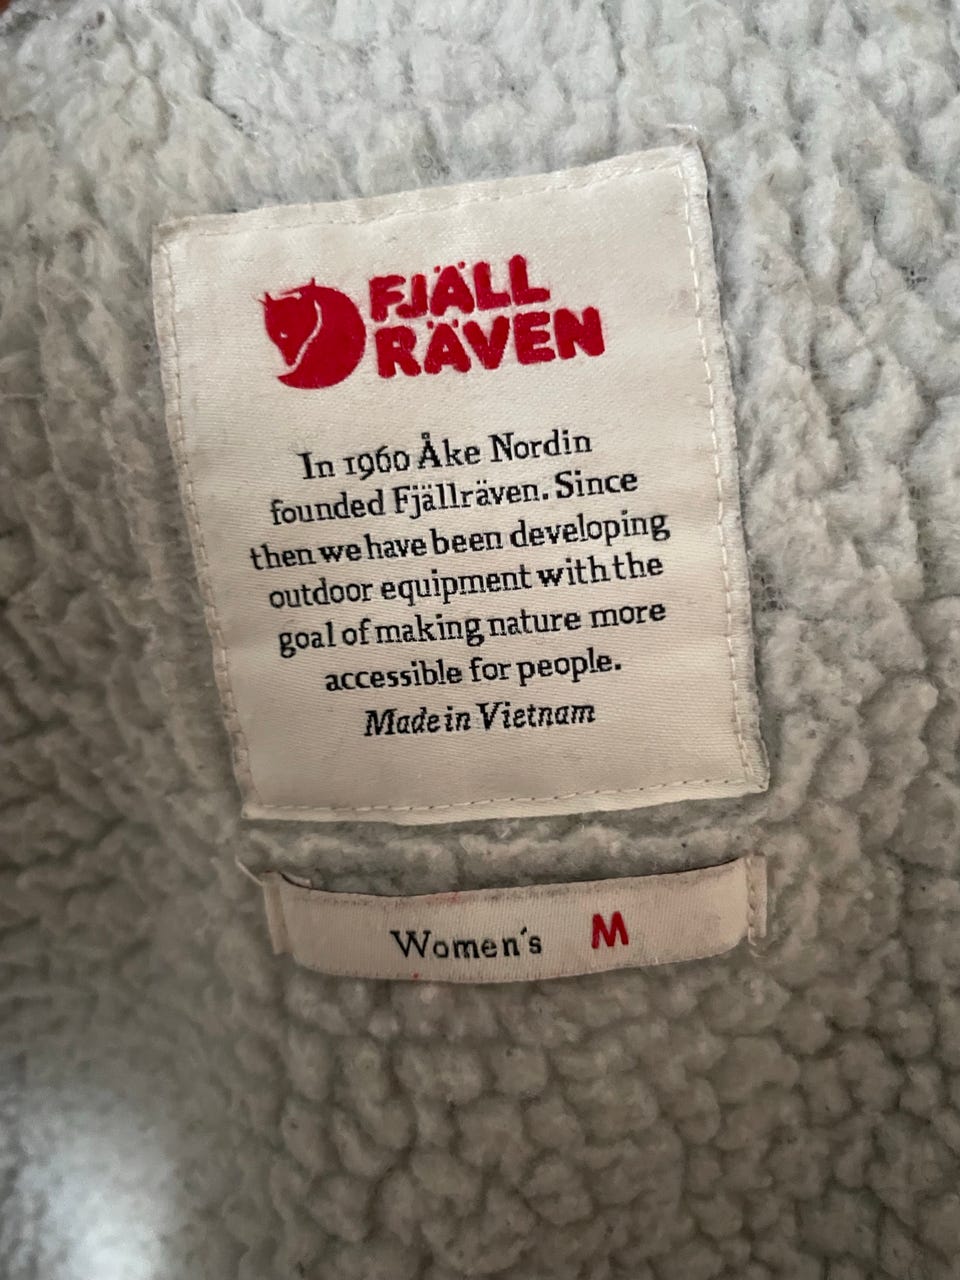 FJÄLL
RÄVEN
In 1960 Åke Nordin
founded Fjällräven. Since
then we have been developing
outdoor equipment with the
goal of making nature more
accessible for people.
Made in Vietnam
Women's M